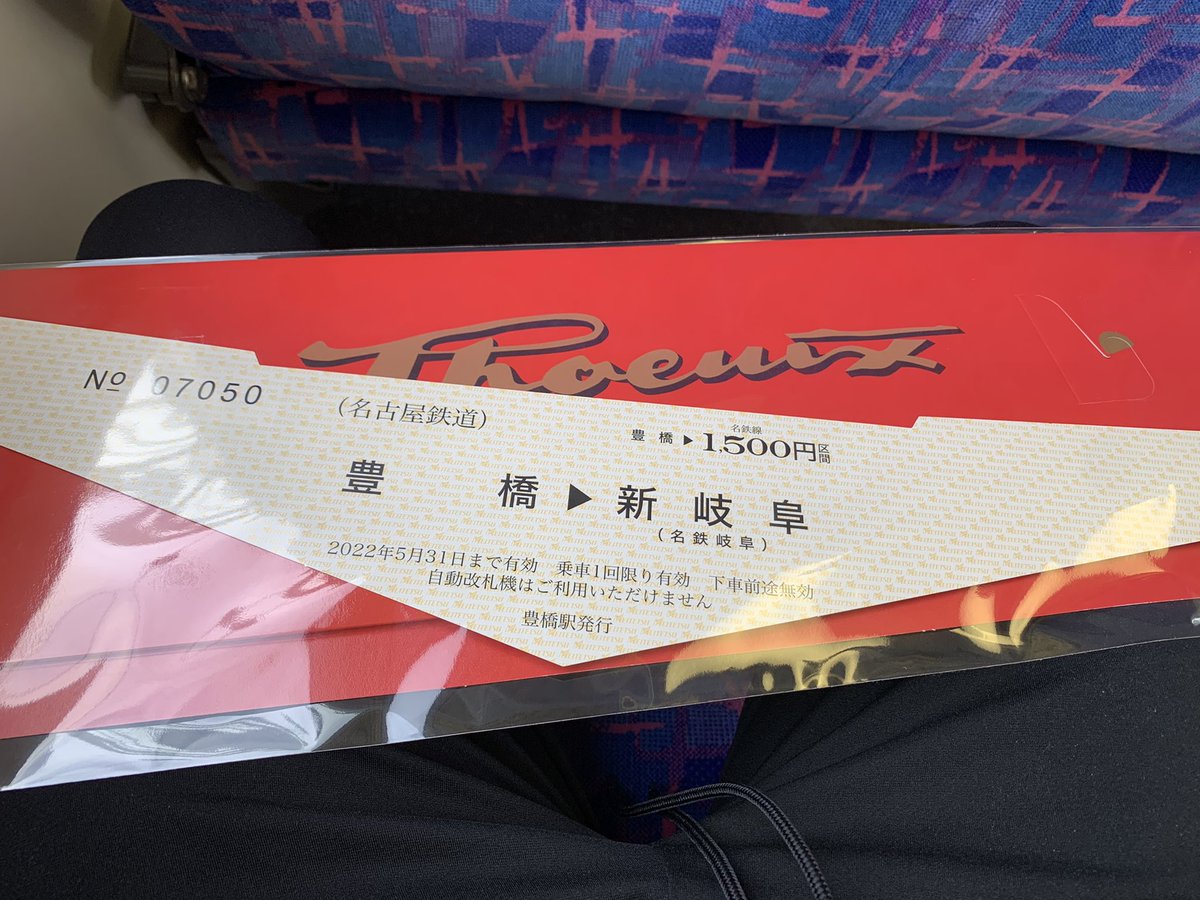 Phoenix
Nº 07050
(名古屋鉄道)
名鉄線
豊橋▶1,500円区間
豊橋▶新岐阜
(名鉄岐阜)
2022年5月31日まで有効 乗車1回限り有効 下車前途無効
自動改札機はご利用いただけません
豊橋駅発行